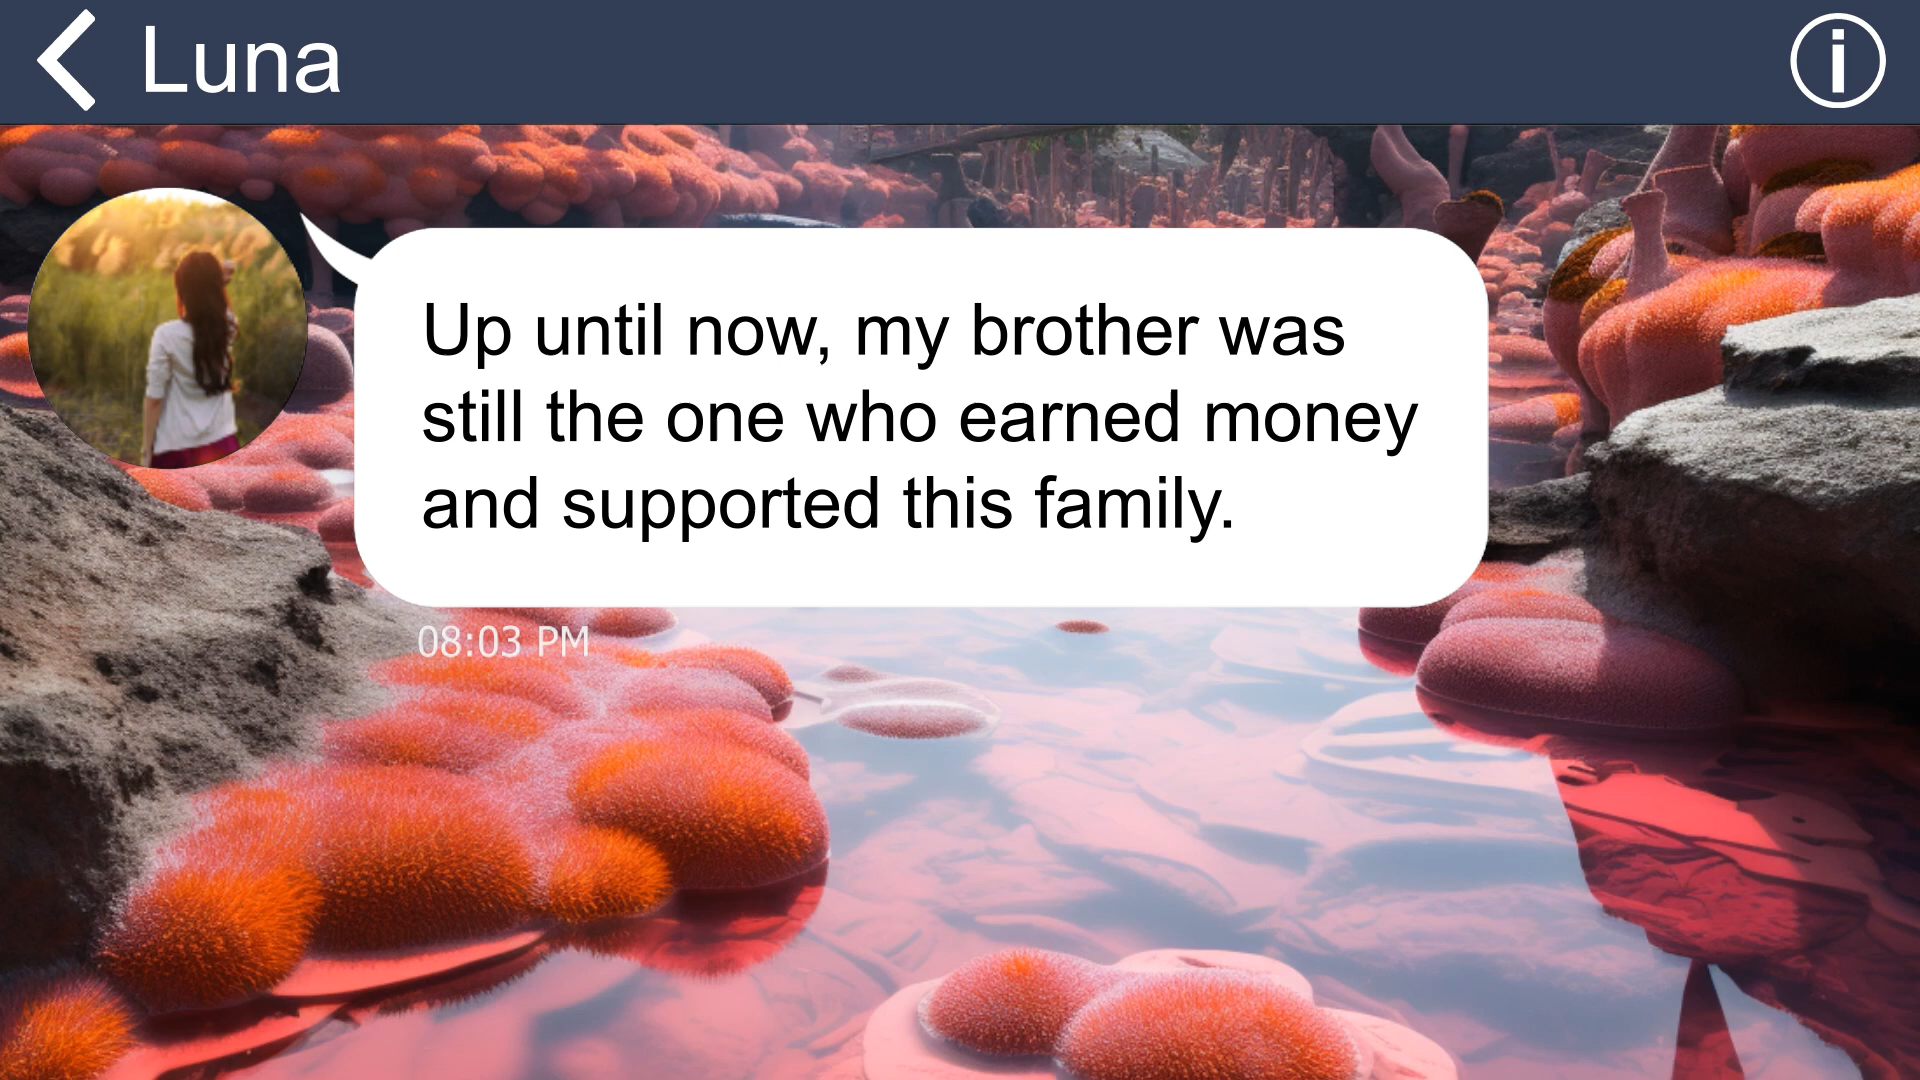 Luna
Up until now, my brother was
still the one who earned money
and supported this family.
08:03 PM